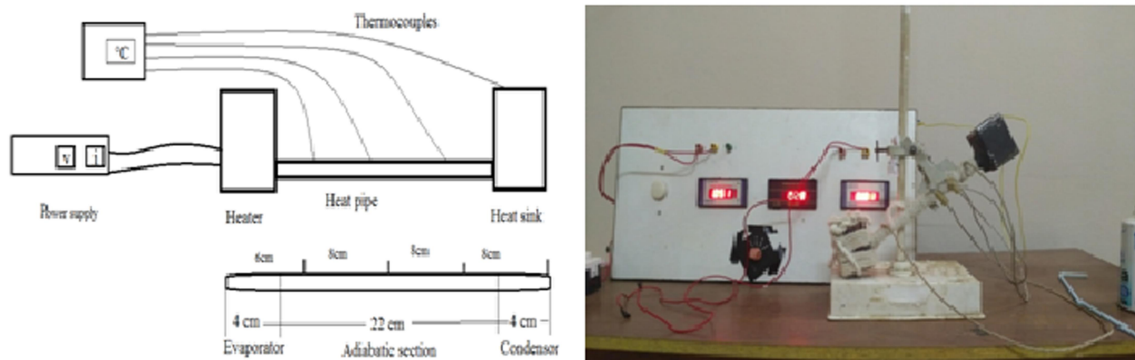 Thermocouples
°C
v i
Power supply
Heater
Heat pipe
Heat sink
6cm 8cm 8cm 8cm
4 cm 22 cm 4 cm
Evaporator Adiabatic section Condensor